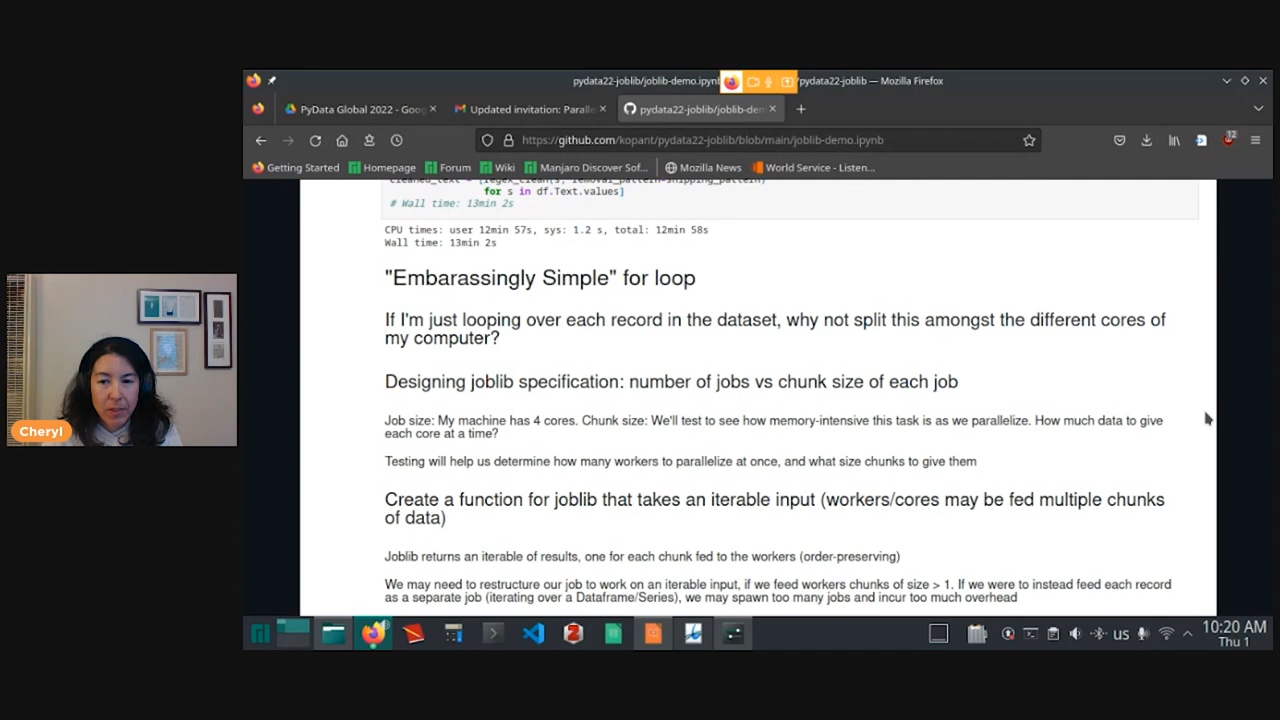 pydata22-joblib/joblib-demo.ipynb
/pydata22-joblib — Mozilla Firefox
PyData Global 2022 - Goog
Updated invitation: Paralle
pydata22-joblib/joblib-dem
https://github.com/kopant/pydata22-joblib/blob/main/joblib-demo.ipynb
12
Getting Started
Homepage
Forum
Wiki
Manjaro Discover Sof...
Mozilla News
World Service - Listen...
cleaned_text = [regex_clean(s, removal_pattern=shipping_pattern)
for s in df.Text.values]
# Wall time: 13min 2s
CPU times: user 12min 57s, sys: 1.2 s, total: 12min 58s
Wall time: 13min 2s
"Embarassingly Simple" for loop
If I'm just looping over each record in the dataset, why not split this amongst the different cores of
my computer?
Designing joblib specification: number of jobs vs chunk size of each job
Job size: My machine has 4 cores. Chunk size: We'll test to see how memory-intensive this task is as we parallelize. How much data to give
each core at a time?
Testing will help us determine how many workers to parallelize at once, and what size chunks to give them
Create a function for joblib that takes an iterable input (workers/cores may be fed multiple chunks
of data)
Joblib returns an iterable of results, one for each chunk fed to the workers (order-preserving)
We may need to restructure our job to work on an iterable input, if we feed workers chunks of size > 1. If we were to instead feed each record
as a separate job (iterating over a Dataframe/Series), we may spawn too many jobs and incur too much overhead
Cheryl
us
10:20 AM
Thu 1